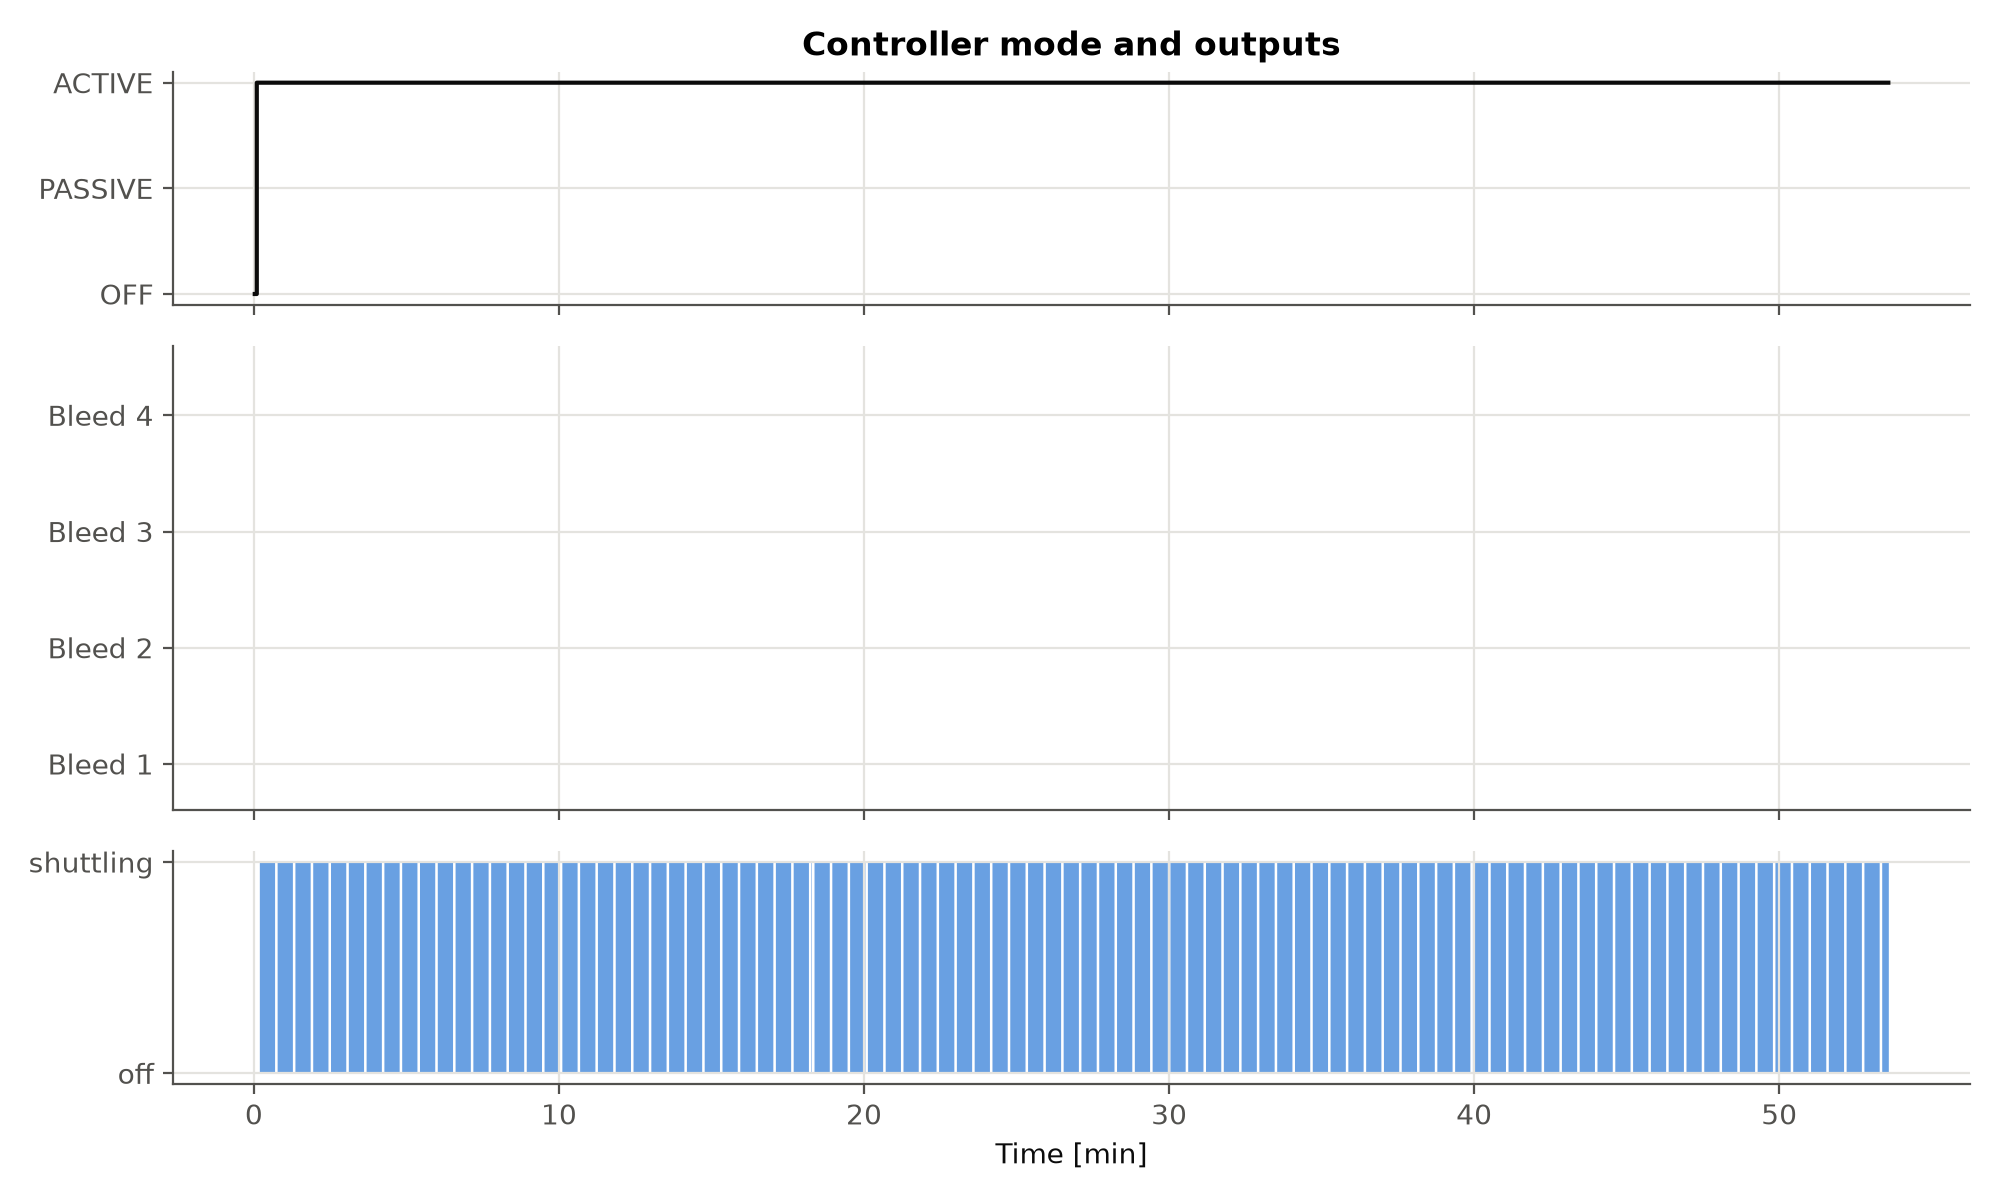 Controller mode and outputs
ACTIVE
PASSIVE
OFF
Bleed 4
Bleed 3
Bleed 2
Bleed 1
shuttling
off
0 10 20 30 40 50
Time [min]